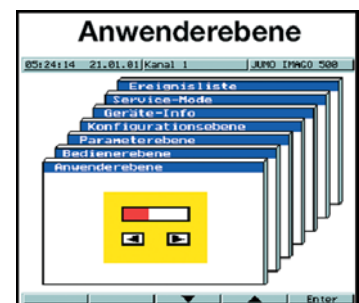 Anwenderebene
05:24:14 21.01.01 Kanal 1 JUMO IMAGO 500
Ereignisliste
Service-Mode
Geräte-Info
Konfigurationsebene
Parameterebene
Bedienerebene
Anwenderebene
Enter